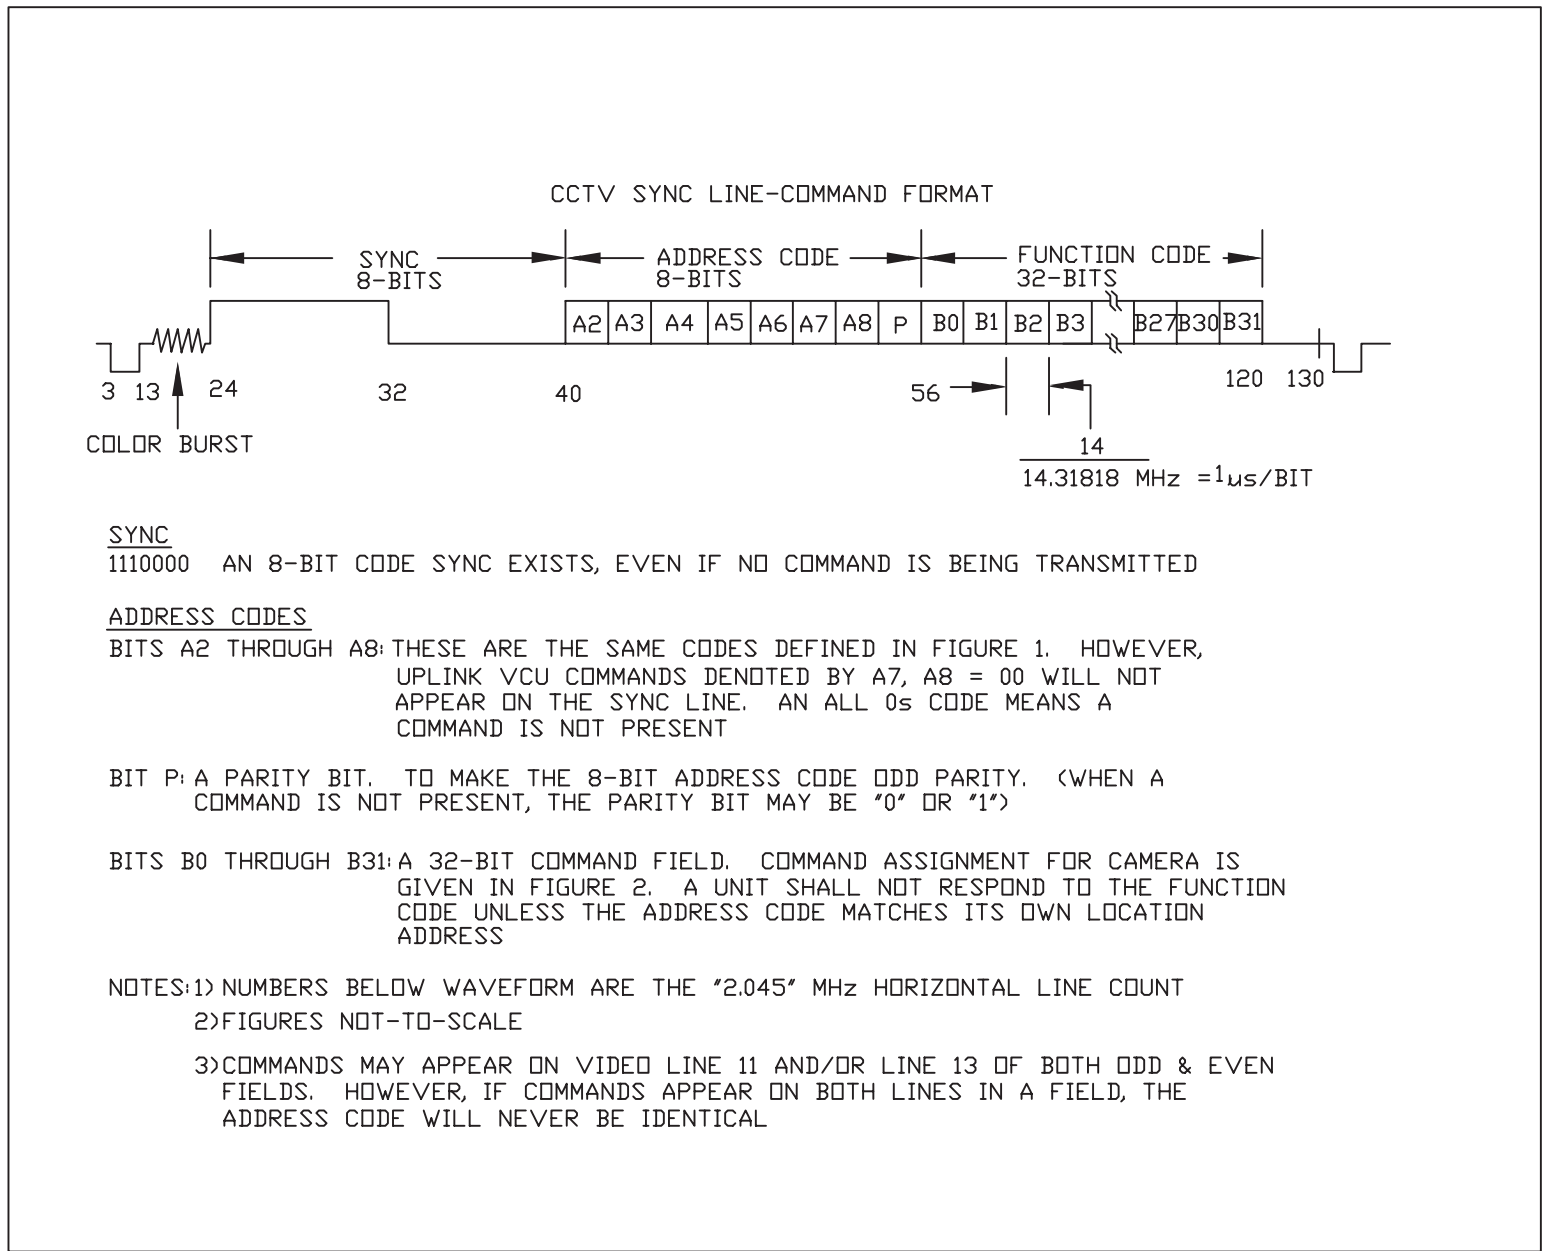 CCTV SYNC LINE-COMMAND FORMAT
SYNC
8-BITS
ADDRESS CODE
8-BITS
FUNCTION CODE
32-BITS
A2 A3 A4 A5 A6 A7 A8 P B0 B1 B2 B3 B27 B30 B31
3 13 24 32 40 56 120 130
COLOR BURST
14
14.31818 MHz =1µs/BIT
SYNC
1110000 AN 8-BIT CODE SYNC EXISTS, EVEN IF NO COMMAND IS BEING TRANSMITTED
ADDRESS CODES
BITS A2 THROUGH A8: THESE ARE THE SAME CODES DEFINED IN FIGURE 1. HOWEVER,
UPLINK VCU COMMANDS DENOTED BY A7, A8 = 00 WILL NOT
APPEAR ON THE SYNC LINE. AN ALL 0s CODE MEANS A
COMMAND IS NOT PRESENT
BIT P: A PARITY BIT. TO MAKE THE 8-BIT ADDRESS CODE ODD PARITY. (WHEN A
COMMAND IS NOT PRESENT, THE PARITY BIT MAY BE "0" OR "1")
BITS B0 THROUGH B31: A 32-BIT COMMAND FIELD. COMMAND ASSIGNMENT FOR CAMERA IS
GIVEN IN FIGURE 2. A UNIT SHALL NOT RESPOND TO THE FUNCTION
CODE UNLESS THE ADDRESS CODE MATCHES ITS OWN LOCATION
ADDRESS
NOTES: 1) NUMBERS BELOW WAVEFORM ARE THE "2.045" MHz HORIZONTAL LINE COUNT
2) FIGURES NOT-TO-SCALE
3) COMMANDS MAY APPEAR ON VIDEO LINE 11 AND/OR LINE 13 OF BOTH ODD & EVEN
FIELDS. HOWEVER, IF COMMANDS APPEAR ON BOTH LINES IN A FIELD, THE
ADDRESS CODE WILL NEVER BE IDENTICAL